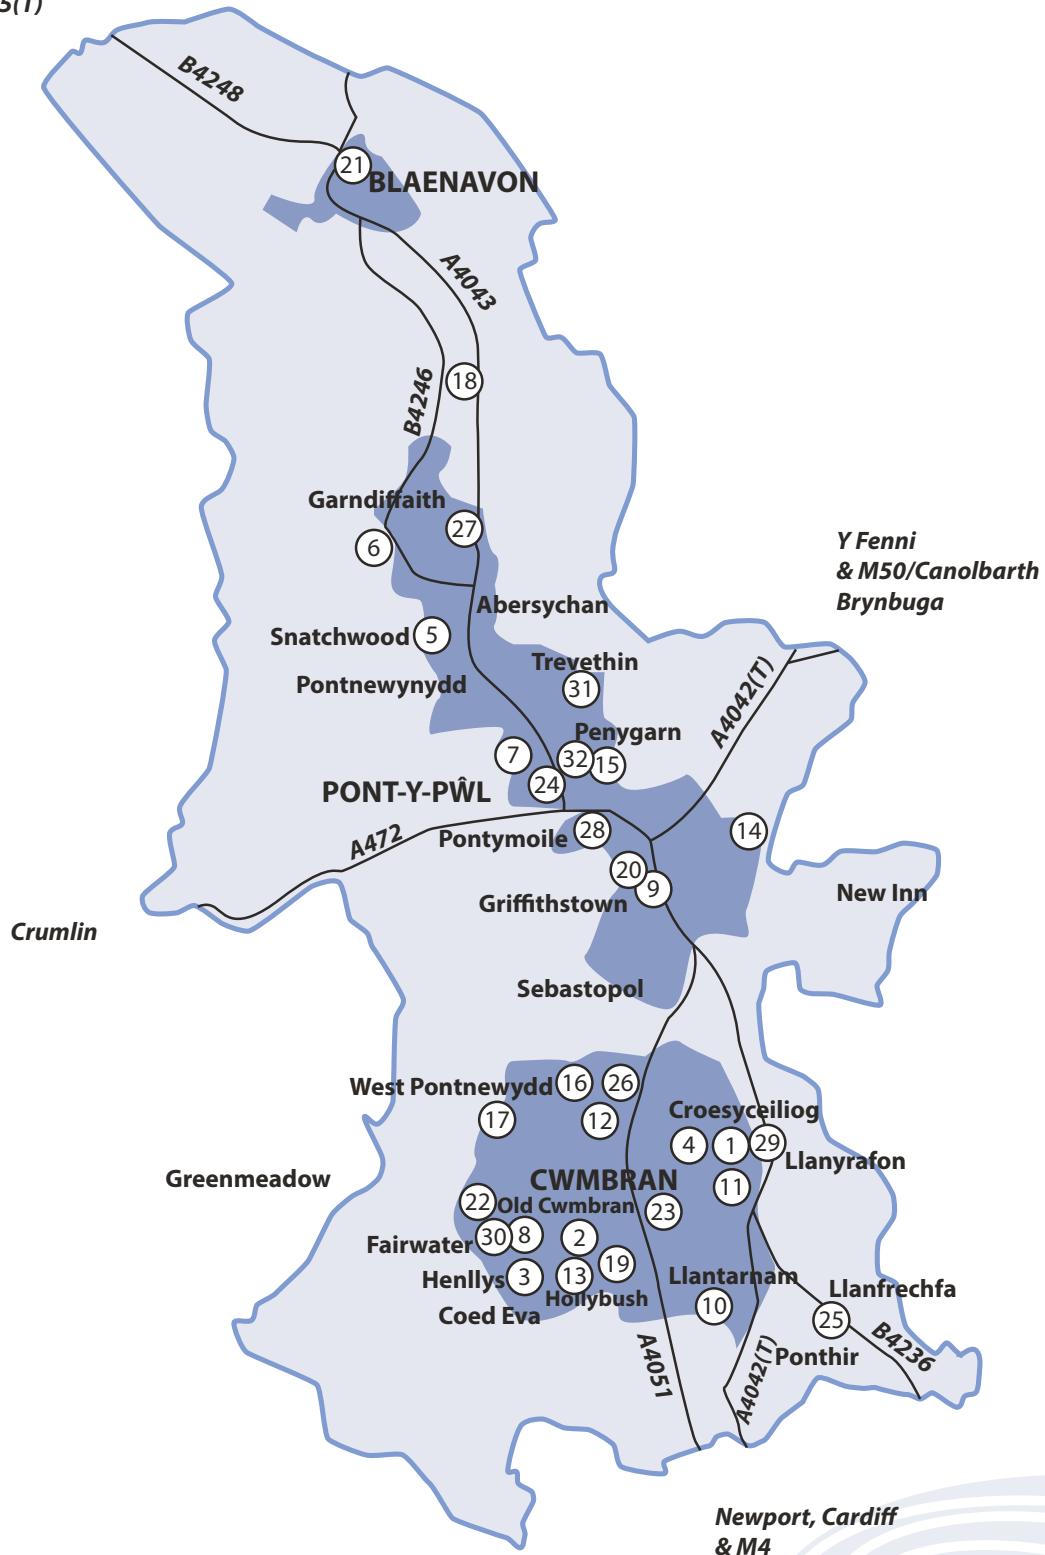 B4248
21
BLAENAVON
A4043
B4246
18
Garndiffaith
27
6
Y Fenni
& M50/Canolbarth
Brynbuga
Abersychan
Snatchwood
5
Trevethin
31
Pontnewynydd
A4042(T)
Penygarn
7
32
15
24
PONT-Y-PŴL
A472
Pontymoile
28
14
20
9
New Inn
Griffithstown
Crumlin
Sebastopol
West Pontnewydd
16
26
17
12
Croesyceiliog
4
1
29
Llanyrafon
Greenmeadow
CWMBRAN
11
22
Old Cwmbran
23
Fairwater
30
8
2
19
Henllys
3
13
Llantarnam
Hollybush
10
Llanfrechfa
Coed Eva
25
B4236
Ponthir
A4051
A4042(T)
Newport, Cardiff
& M4